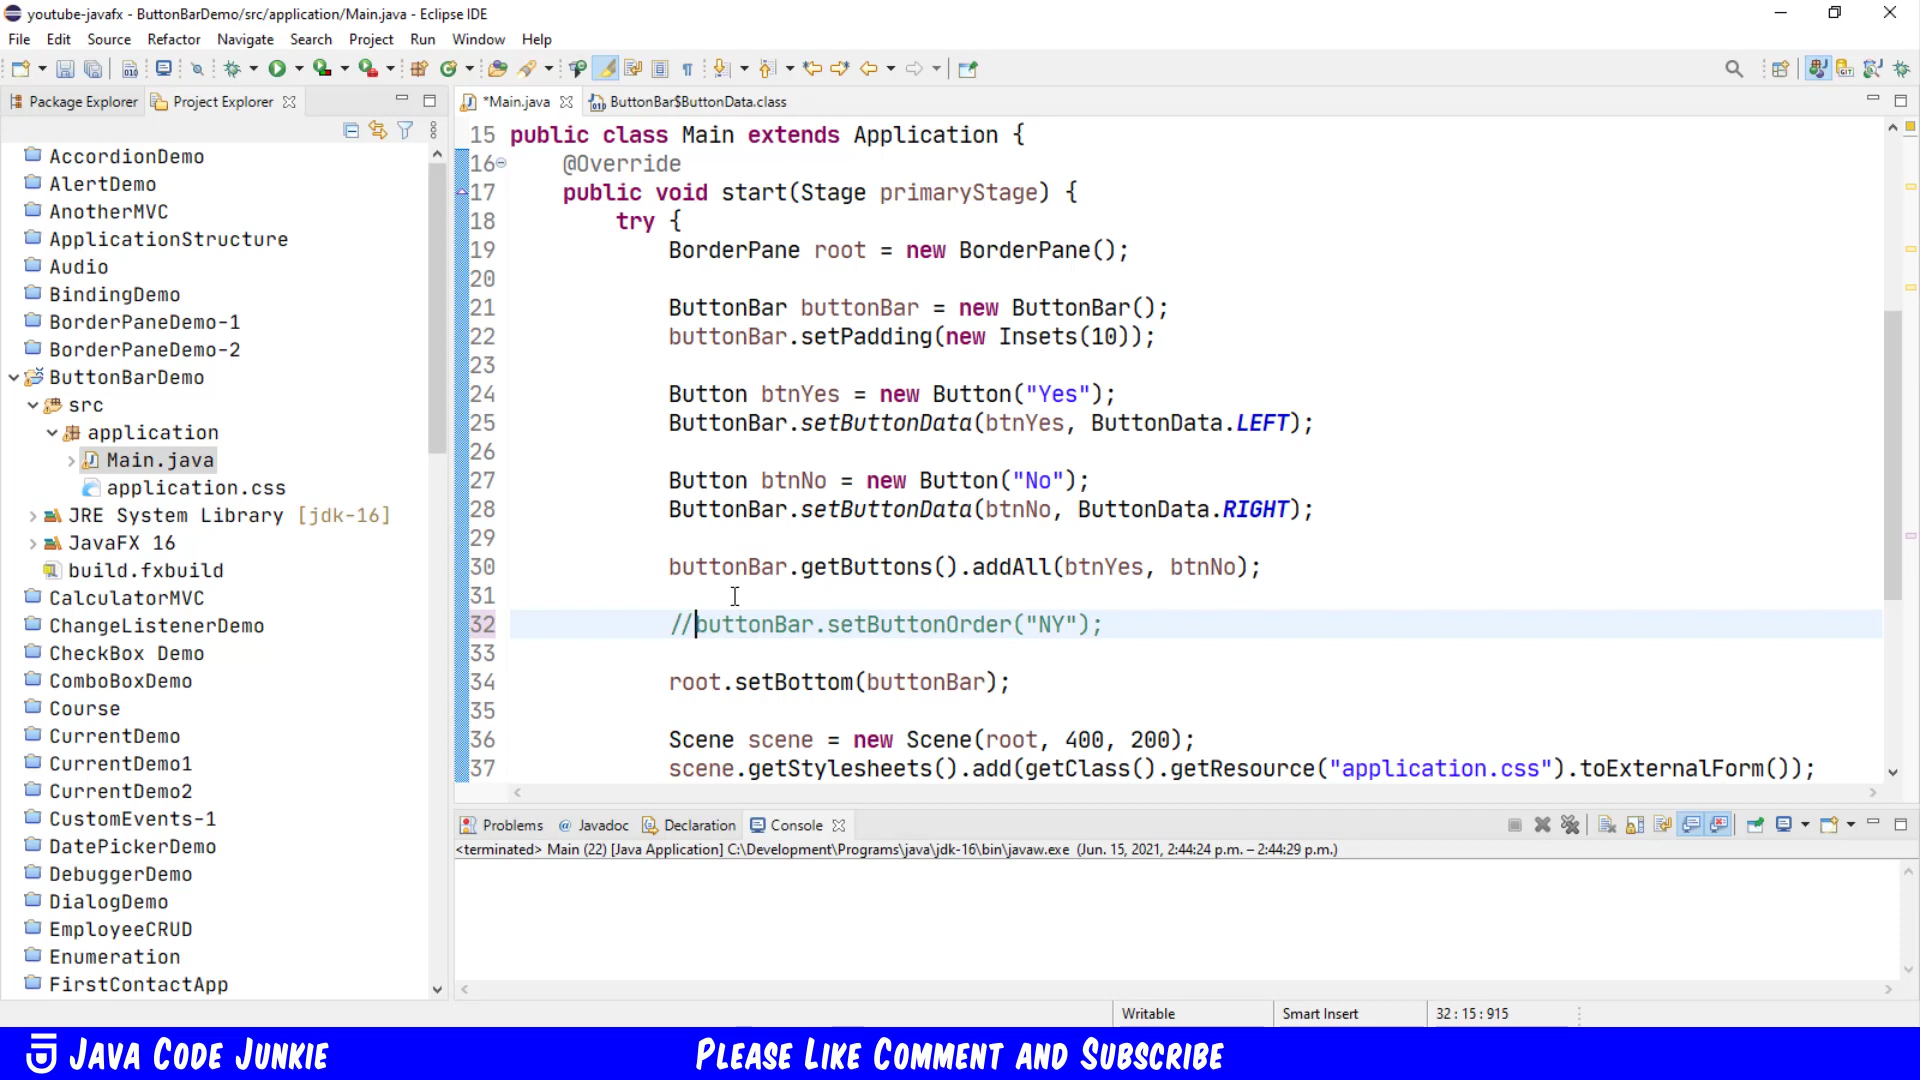 youtube-javafx - ButtonBarDemo/src/application/Main.java - Eclipse IDE
File Edit Source Refactor Navigate Search Project Run Window Help
Package Explorer Project Explorer
AccordionDemo
AlertDemo
AnotherMVC
ApplicationStructure
Audio
BindingDemo
BorderPaneDemo-1
BorderPaneDemo-2
ButtonBarDemo
src
application
Main.java
application.css
JRE System Library [jdk-16]
JavaFX 16
build.fxbuild
CalculatorMVC
ChangeListenerDemo
CheckBox Demo
ComboBoxDemo
Course
CurrentDemo
CurrentDemo1
CurrentDemo2
CustomEvents-1
DatePickerDemo
DebuggerDemo
DialogDemo
EmployeeCRUD
Enumeration
FirstContactApp
*Main.java ButtonBar$ButtonData.class
15 public class Main extends Application {
16 @Override
17 public void start(Stage primaryStage) {
18 try {
19 BorderPane root = new BorderPane();
20
21 ButtonBar buttonBar = new ButtonBar();
22 buttonBar.setPadding(new Insets(10));
23
24 Button btnYes = new Button("Yes");
25 ButtonBar.setButtonData(btnYes, ButtonData.LEFT);
26
27 Button btnNo = new Button("No");
28 ButtonBar.setButtonData(btnNo, ButtonData.RIGHT);
29
30 buttonBar.getButtons().addAll(btnYes, btnNo);
31
32 //buttonBar.setButtonOrder("NY");
33
34 root.setBottom(buttonBar);
35
36 Scene scene = new Scene(root, 400, 200);
37 scene.getStylesheets().add(getClass().getResource("application.css").toExternalForm());
Problems @ Javadoc Declaration Console
<terminated> Main (22) [Java Application] C:\Development\Programs\java\jdk-16\bin\javaw.exe (Jun. 15, 2021, 2:44:24 p.m. – 2:44:29 p.m.)
Writable Smart Insert 32 : 15 : 915
JAVA CODE JUNKIE PLEASE LIKE COMMENT AND SUBSCRIBE